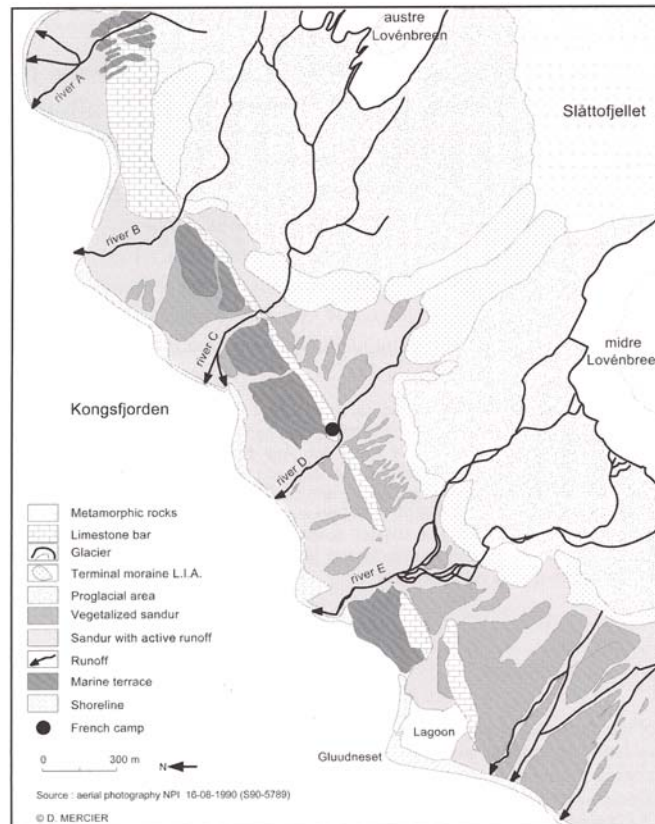 austre
Lovénbreen
river A
Slåttofjellet
river B
midre
Lovénbreen
river C
Kongsfjorden
river D
river E
Metamorphic rocks
Limestone bar
Glacier
Terminal moraine L.I.A.
Proglacial area
Vegetalized sandur
Sandur with active runoff
Runoff
Marine terrace
Shoreline
French camp
Lagoon
Gluudneset
0 300 m N
Source : aerial photography NPI 16-08-1990 (S90-5789)
© D. MERCIER